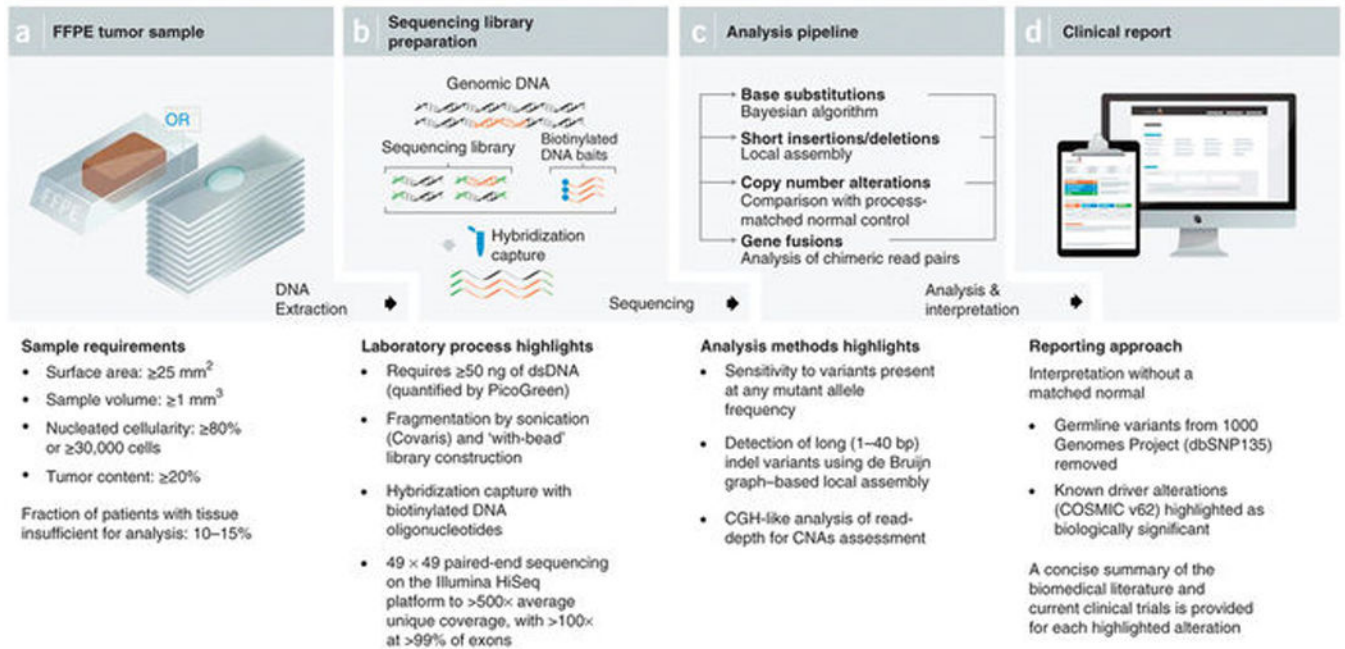 a FFPE tumor sample
OR
FFPE
DNA
Extraction
Sample requirements
• Surface area: ≥25 mm²
• Sample volume: ≥1 mm³
• Nucleated cellularity: ≥80%
or ≥30,000 cells
• Tumor content: ≥20%
Fraction of patients with tissue
insufficient for analysis: 10–15%
b Sequencing library
preparation
Genomic DNA
Sequencing library
Biotinylated
DNA baits
Hybridization
capture
Sequencing
Laboratory process highlights
• Requires ≥50 ng of dsDNA
(quantified by PicoGreen)
• Fragmentation by sonication
(Covaris) and ‘with-bead’
library construction
• Hybridization capture with
biotinylated DNA
oligonucleotides
• 49 × 49 paired-end sequencing
on the Illumina HiSeq
platform to >500× average
unique coverage, with >100×
at >99% of exons
c Analysis pipeline
Base substitutions
Bayesian algorithm
Short insertions/deletions
Local assembly
Copy number alterations
Comparison with process-
matched normal control
Gene fusions
Analysis of chimeric read pairs
Analysis &
interpretation
Analysis methods highlights
• Sensitivity to variants present
at any mutant allele
frequency
• Detection of long (1–40 bp)
indel variants using de Bruijn
graph–based local assembly
• CGH-like analysis of read-
depth for CNAs assessment
d Clinical report
Reporting approach
Interpretation without a
matched normal
• Germline variants from 1000
Genomes Project (dbSNP135)
removed
• Known driver alterations
(COSMIC v62) highlighted as
biologically significant
A concise summary of the
biomedical literature and
current clinical trials is provided
for each highlighted alteration